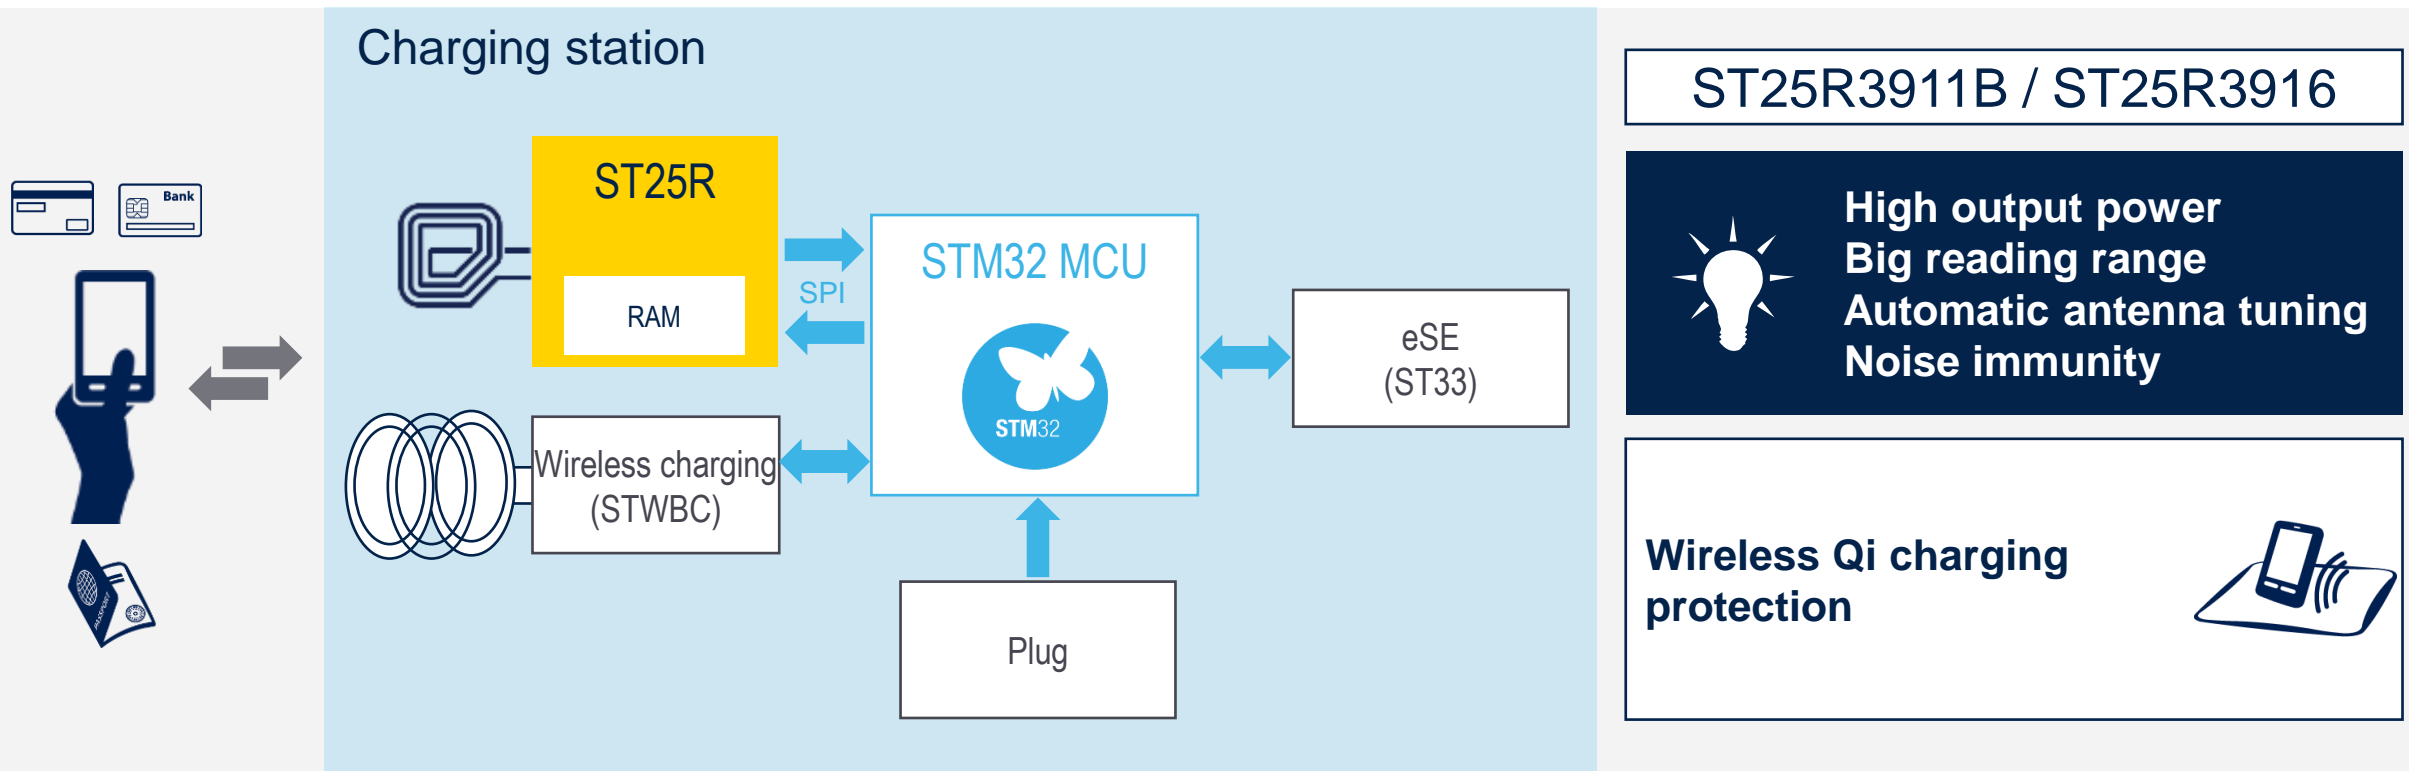 Charging station
Bank
PASSPORT
ST25R
RAM
SPI
STM32 MCU
STM32
eSE
(ST33)
Wireless charging
(STWBC)
Plug
ST25R3911B / ST25R3916
High output power
Big reading range
Automatic antenna tuning
Noise immunity
Wireless Qi charging
protection